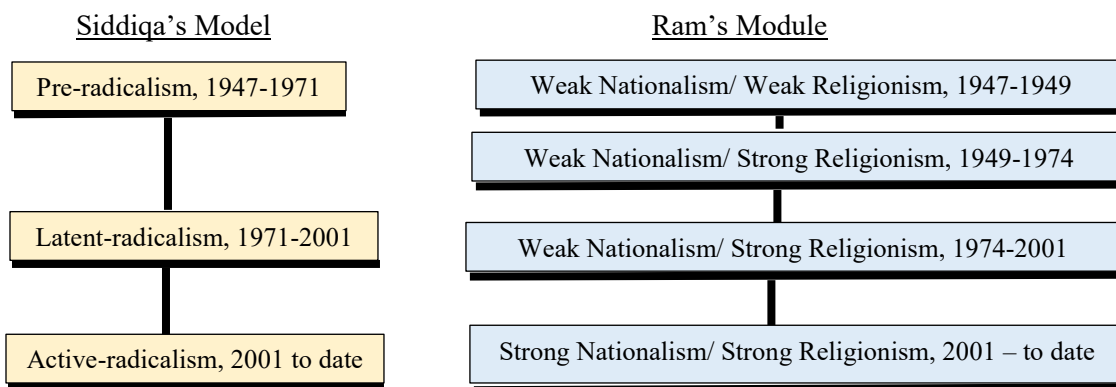 Siddiqa’s Model
Pre-radicalism, 1947-1971
Latent-radicalism, 1971-2001
Active-radicalism, 2001 to date
Ram’s Module
Weak Nationalism/ Weak Religionism, 1947-1949
Weak Nationalism/ Strong Religionism, 1949-1974
Weak Nationalism/ Strong Religionism, 1974-2001
Strong Nationalism/ Strong Religionism, 2001 – to date